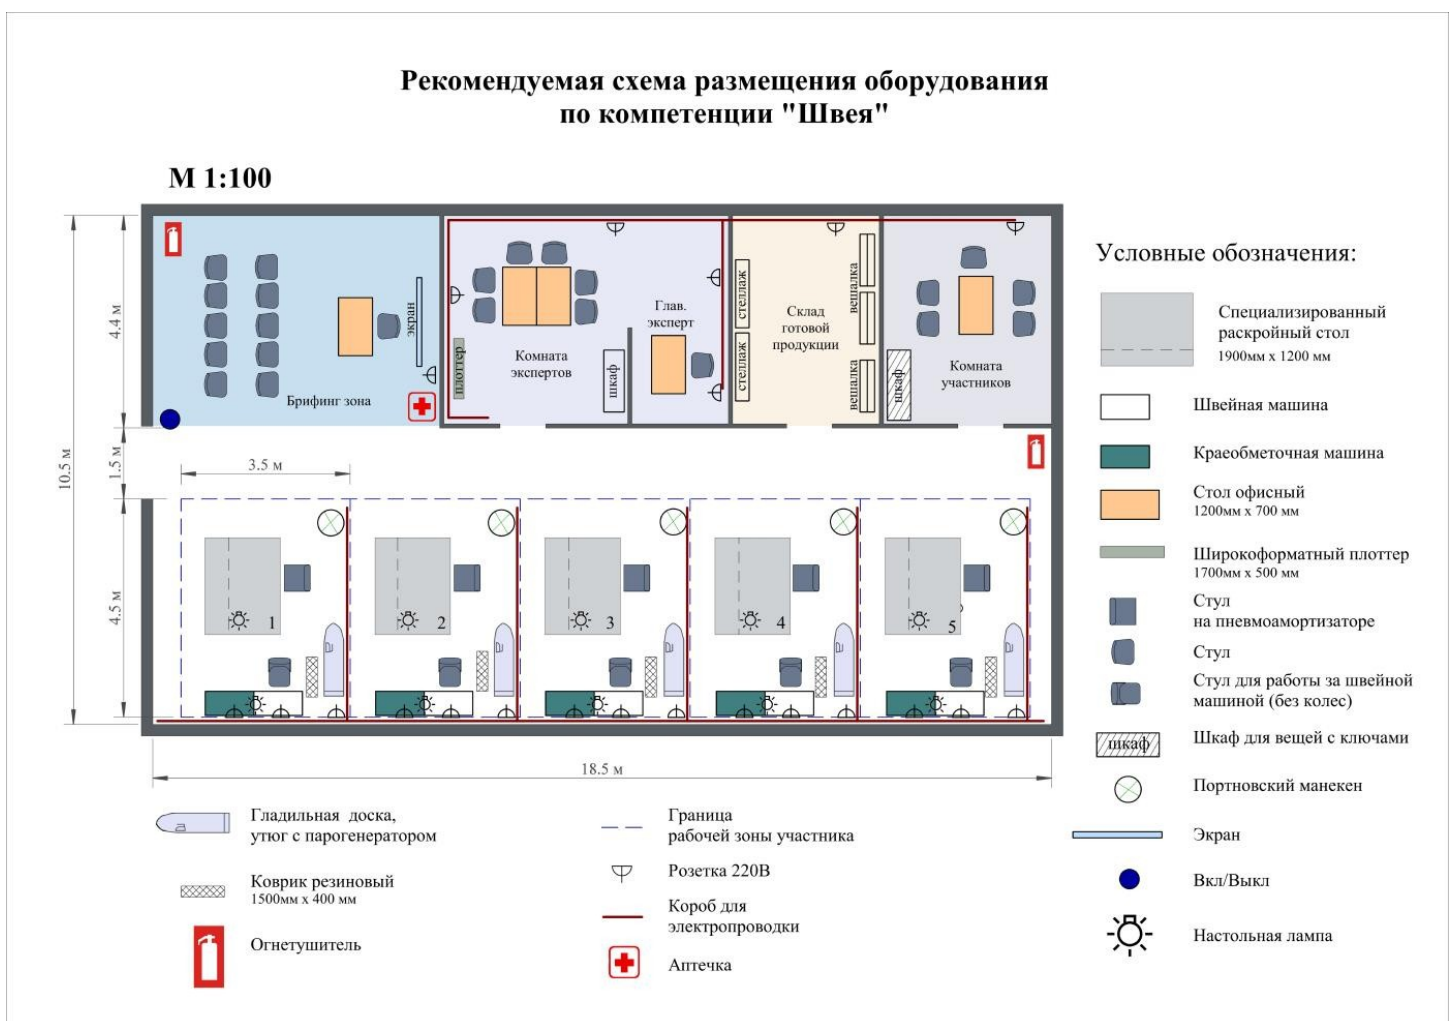 Рекомендуемая схема размещения оборудования
по компетенции "Швея"
М 1:100
10.5 м
4.4 м
1.5 м
4.5 м
3.5 м
18.5 м
экран
Брифинг зона
плоттер
Комната
экспертов
шкаф
Глав.
эксперт
стеллаж
стеллаж
Склад
готовой
продукции
вешалка
вешалка
шкаф
Комната
участников
1
2
3
4
5
Условные обозначения:
Специализированный
раскройный стол
1900мм х 1200 мм
Швейная машина
Краеобметочная машина
Стол офисный
1200мм х 700 мм
Широкоформатный плоттер
1700мм х 500 мм
Стул
на пневмоамортизаторе
Стул
Стул для работы за швейной
машиной (без колес)
шкаф
Шкаф для вещей с ключами
Портновский манекен
Экран
Вкл/Выкл
Настольная лампа
Гладильная доска,
утюг с парогенератором
Коврик резиновый
1500мм х 400 мм
Огнетушитель
Граница
рабочей зоны участника
Розетка 220В
Короб для
электропроводки
Аптечка